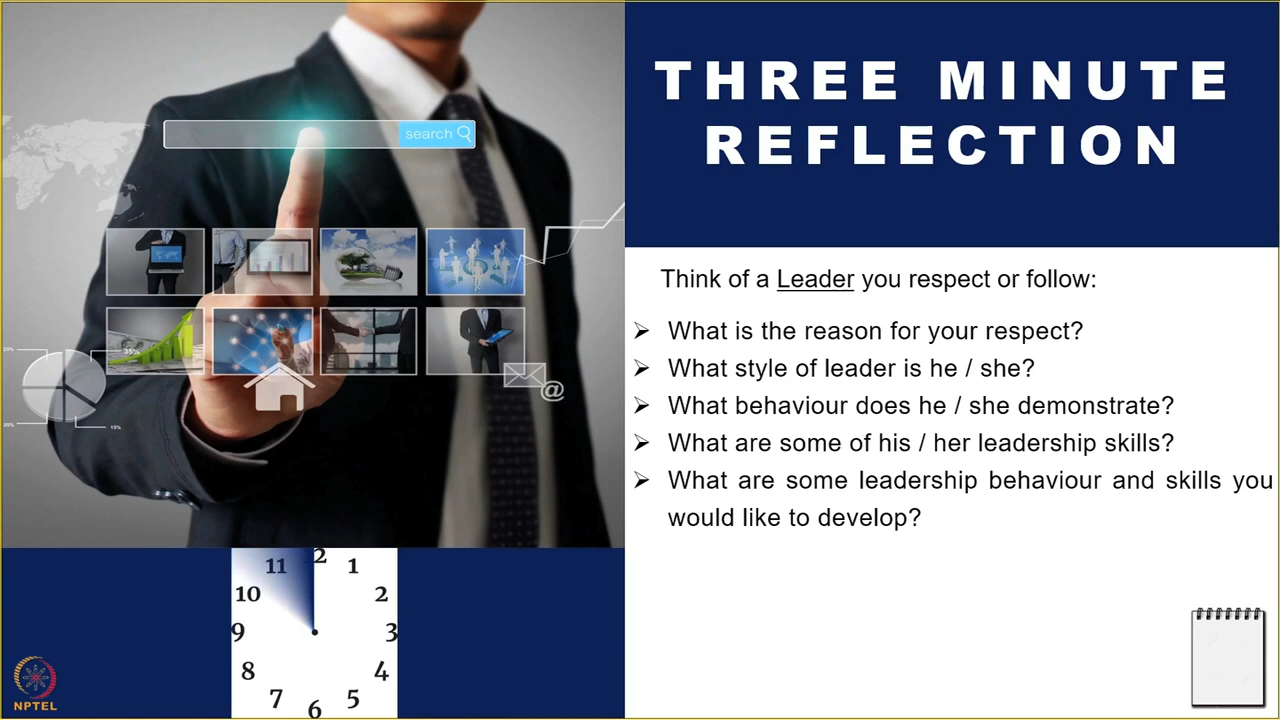 THREE MINUTE
REFLECTION
search
Think of a Leader you respect or follow:
What is the reason for your respect?
What style of leader is he / she?
What behaviour does he / she demonstrate?
What are some of his / her leadership skills?
What are some leadership behaviour and skills you
would like to develop?
35%
15%
@
11
2
1
10
2
9
3
8
4
7
5
6
NPTEL